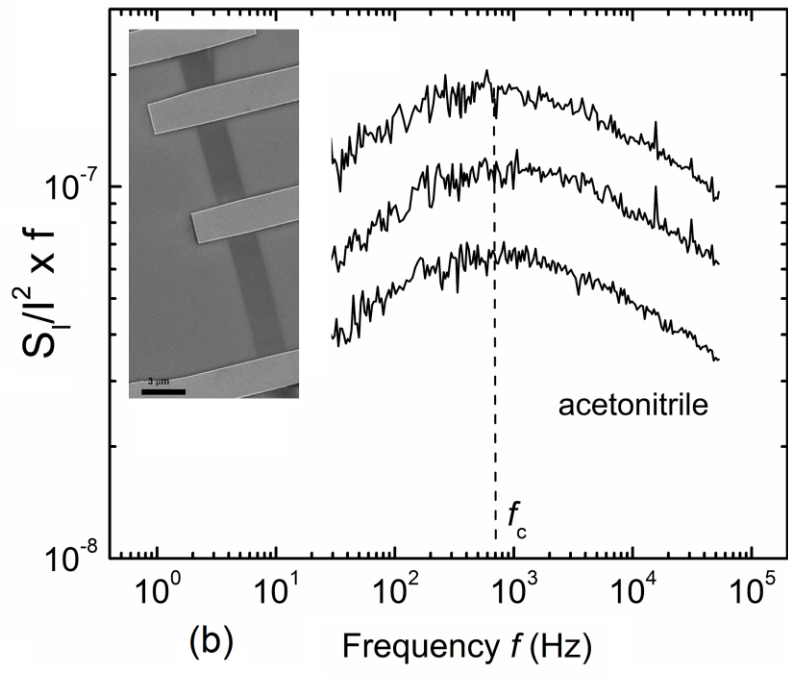 S_I/I² x f
10⁻⁷
10⁻⁸
3 µm
acetonitrile
f_c
10⁰ 10¹ 10² 10³ 10⁴ 10⁵
(b) Frequency f (Hz)